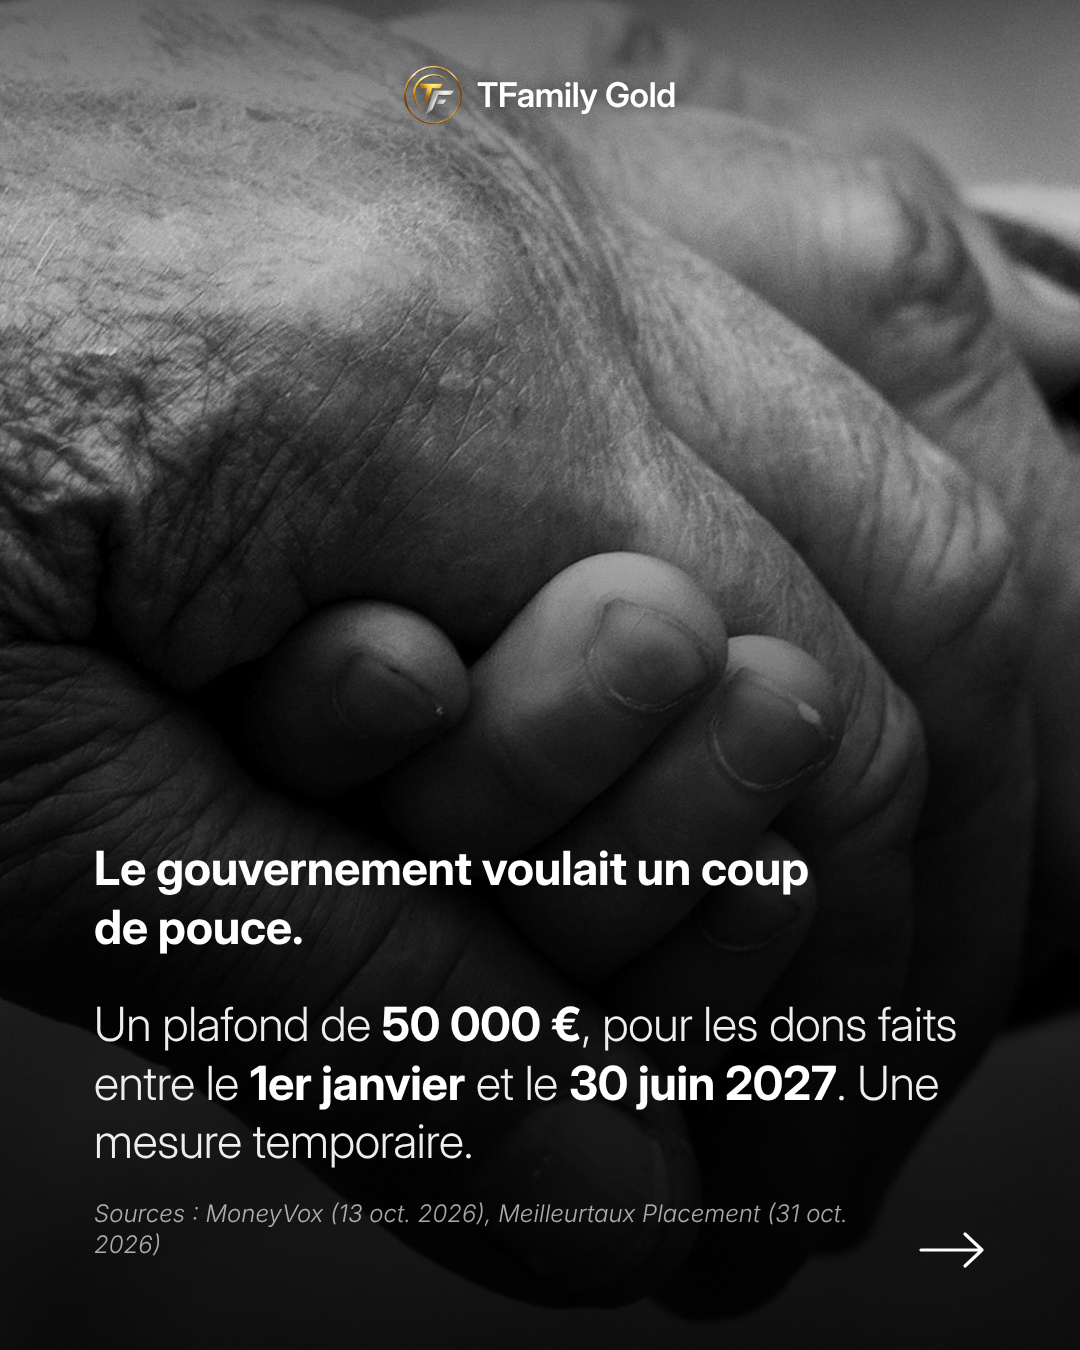 TF TFamily Gold
Le gouvernement voulait un coup
de pouce.
Un plafond de 50 000 €, pour les dons faits
entre le 1er janvier et le 30 juin 2027. Une
mesure temporaire.
Sources : MoneyVox (13 oct. 2026), Meilleurtaux Placement (31 oct.
2026)